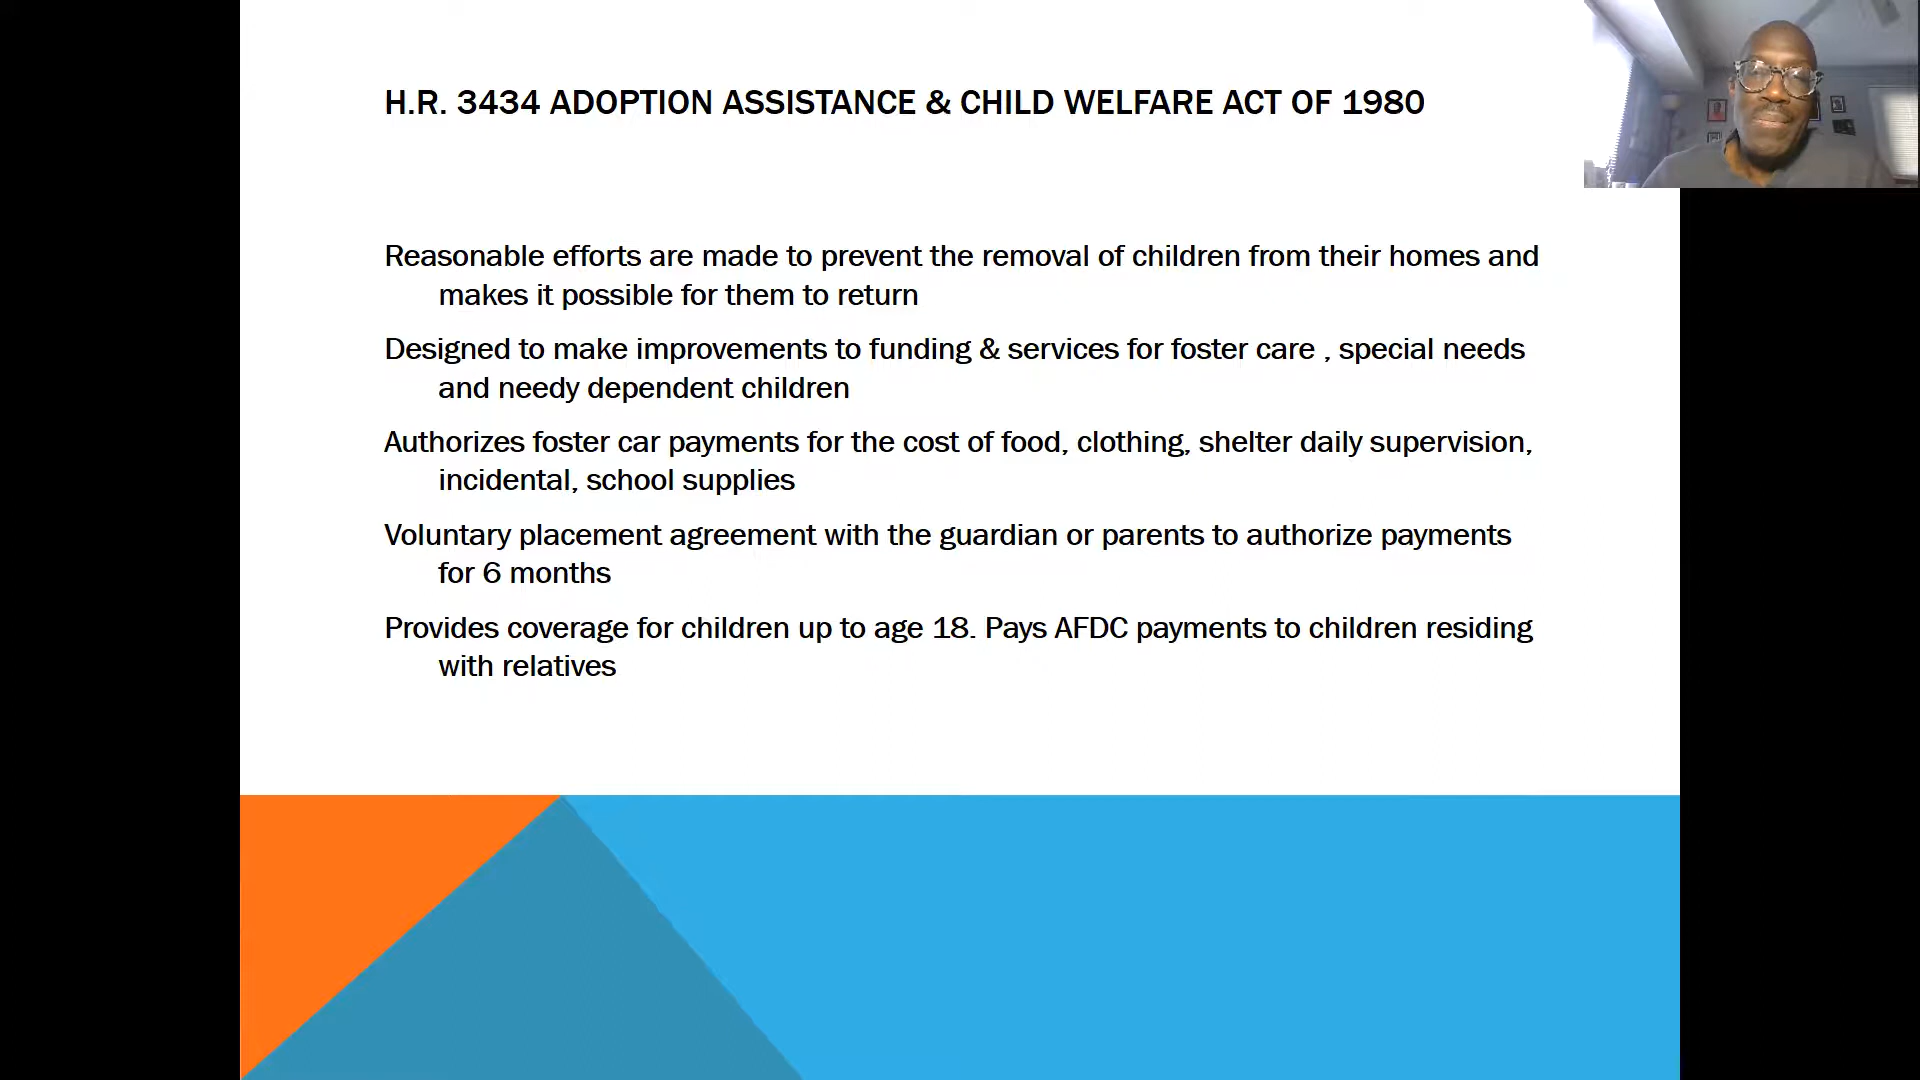 H.R. 3434 ADOPTION ASSISTANCE & CHILD WELFARE ACT OF 1980
Reasonable efforts are made to prevent the removal of children from their homes and
makes it possible for them to return
Designed to make improvements to funding & services for foster care , special needs
and needy dependent children
Authorizes foster car payments for the cost of food, clothing, shelter daily supervision,
incidental, school supplies
Voluntary placement agreement with the guardian or parents to authorize payments
for 6 months
Provides coverage for children up to age 18. Pays AFDC payments to children residing
with relatives